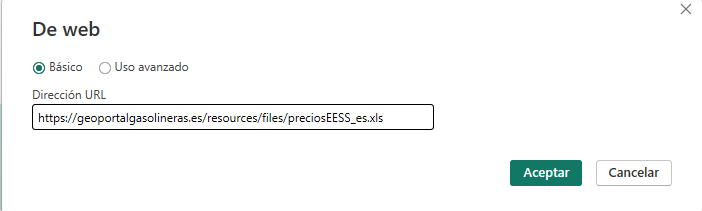 De web
Básico
Uso avanzado
Dirección URL
https://geoportalgasolineras.es/resources/files/preciosEESS_es.xls
Aceptar
Cancelar